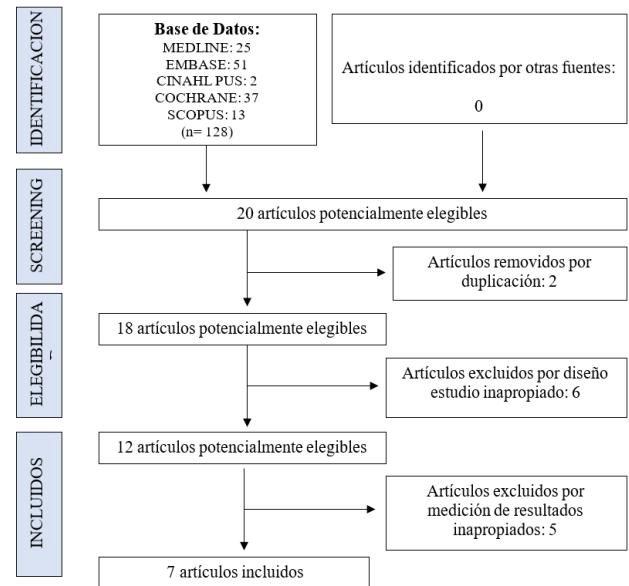 IDENTIFICACION
Base de Datos:
MEDLINE: 25
EMBASE: 51
CINAHL PUS: 2
COCHRANE: 37
SCOPUS: 13
(n= 128)
Artículos identificados por otras fuentes:
0
SCREENING
20 artículos potencialmente elegibles
Artículos removidos por
duplicación: 2
ELEGIBILIDA
18 artículos potencialmente elegibles
Artículos excluidos por diseño
estudio inapropiado: 6
INCLUIDOS
12 artículos potencialmente elegibles
Artículos excluidos por
medición de resultados
inapropiados: 5
7 artículos incluidos